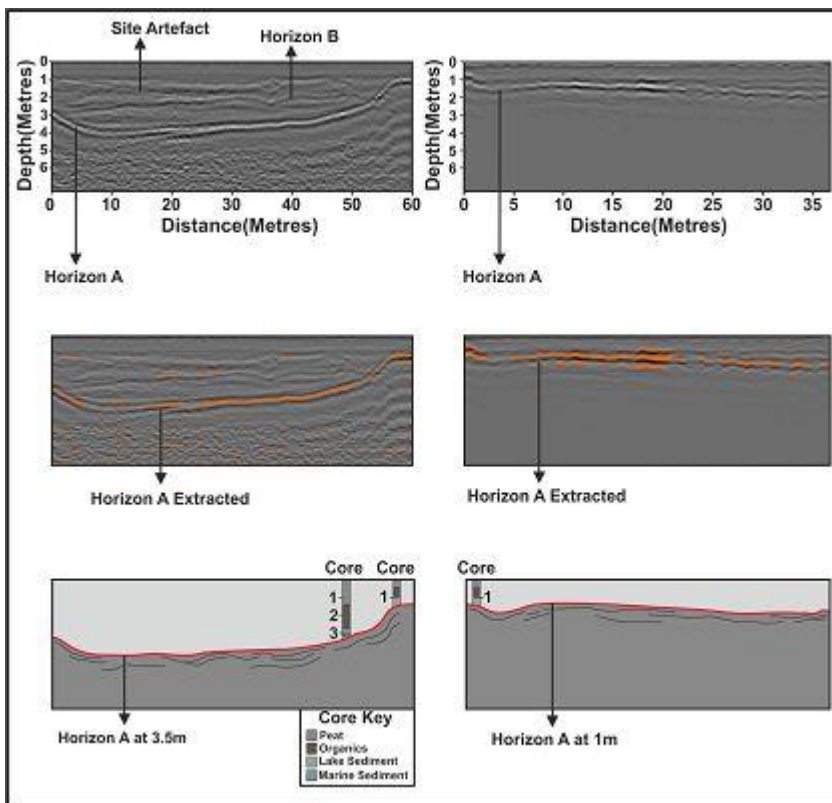 Site Artefact
Horizon B
Depth(Metres)
0
1
2
3
4
5
6
0 10 20 30 40 50 60
Distance(Metres)
Horizon A
Depth(Metres)
0
1
2
3
4
5
6
0 5 10 15 20 25 30 35
Distance(Metres)
Horizon A
Horizon A Extracted
Horizon A Extracted
Core Core
1
2
3
1
Horizon A at 3.5m
Core Key
Peat
Organics
Lake Sediment
Marine Sediment
Core
1
Horizon A at 1m